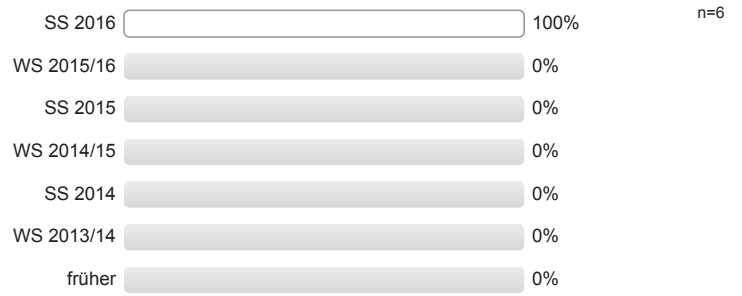 SS 2016 100% n=6
WS 2015/16 0%
SS 2015 0%
WS 2014/15 0%
SS 2014 0%
WS 2013/14 0%
früher 0%